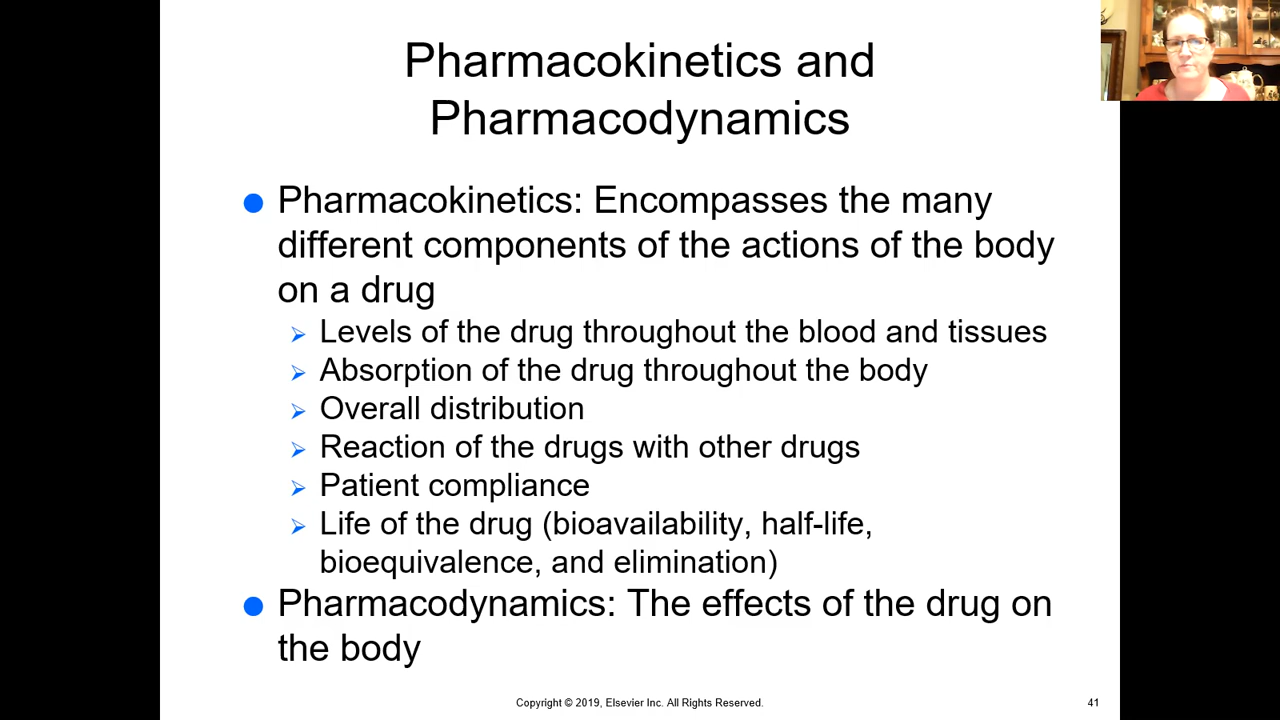 Pharmacokinetics and
Pharmacodynamics
Pharmacokinetics: Encompasses the many
different components of the actions of the body
on a drug
Levels of the drug throughout the blood and tissues
Absorption of the drug throughout the body
Overall distribution
Reaction of the drugs with other drugs
Patient compliance
Life of the drug (bioavailability, half-life,
bioequivalence, and elimination)
Pharmacodynamics: The effects of the drug on
the body
Copyright © 2019, Elsevier Inc. All Rights Reserved.
41